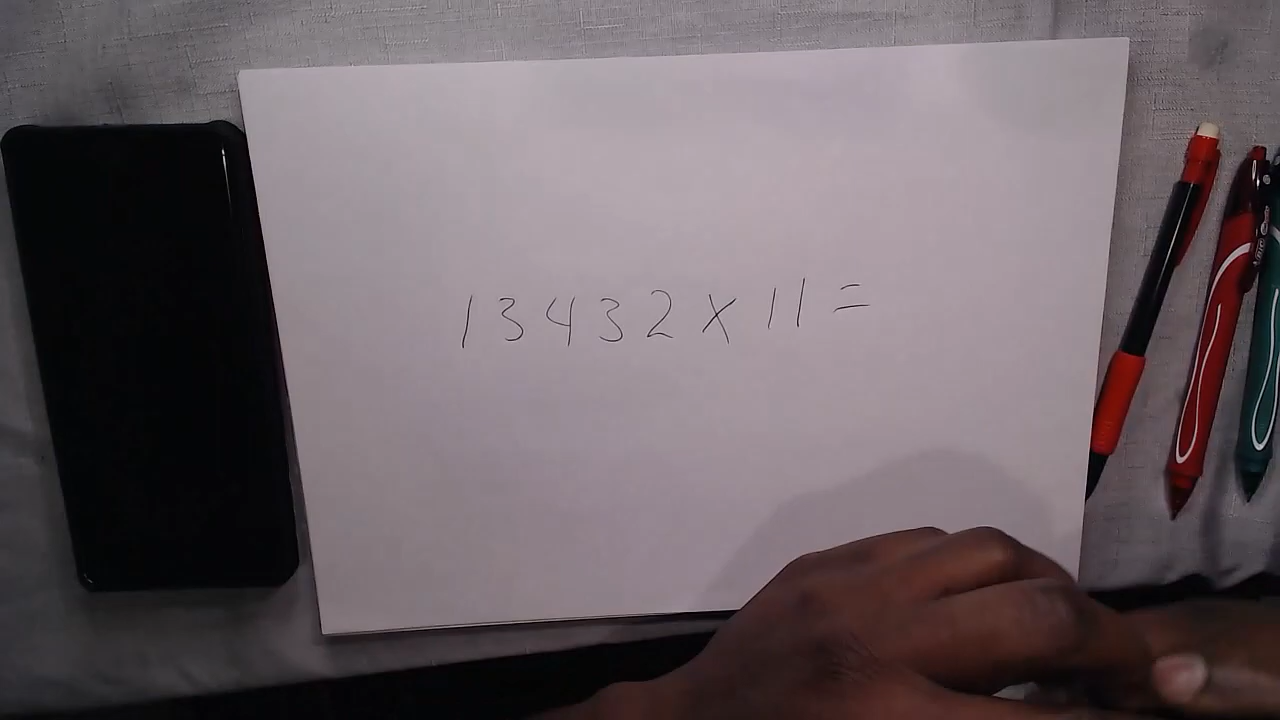 13432 x 11 =